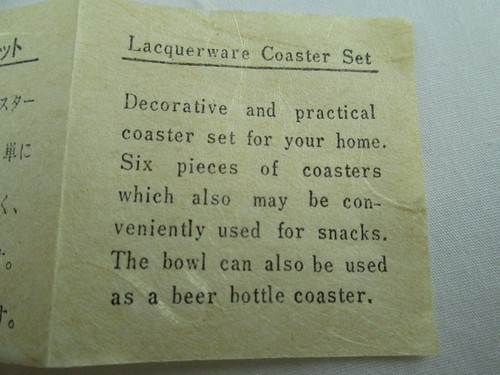 ット
スター
単に
く、
す。
す。
Lacquerware Coaster Set
Decorative and practical
coaster set for your home.
Six pieces of coasters
which also may be con-
veniently used for snacks.
The bowl can also be used
as a beer bottle coaster.